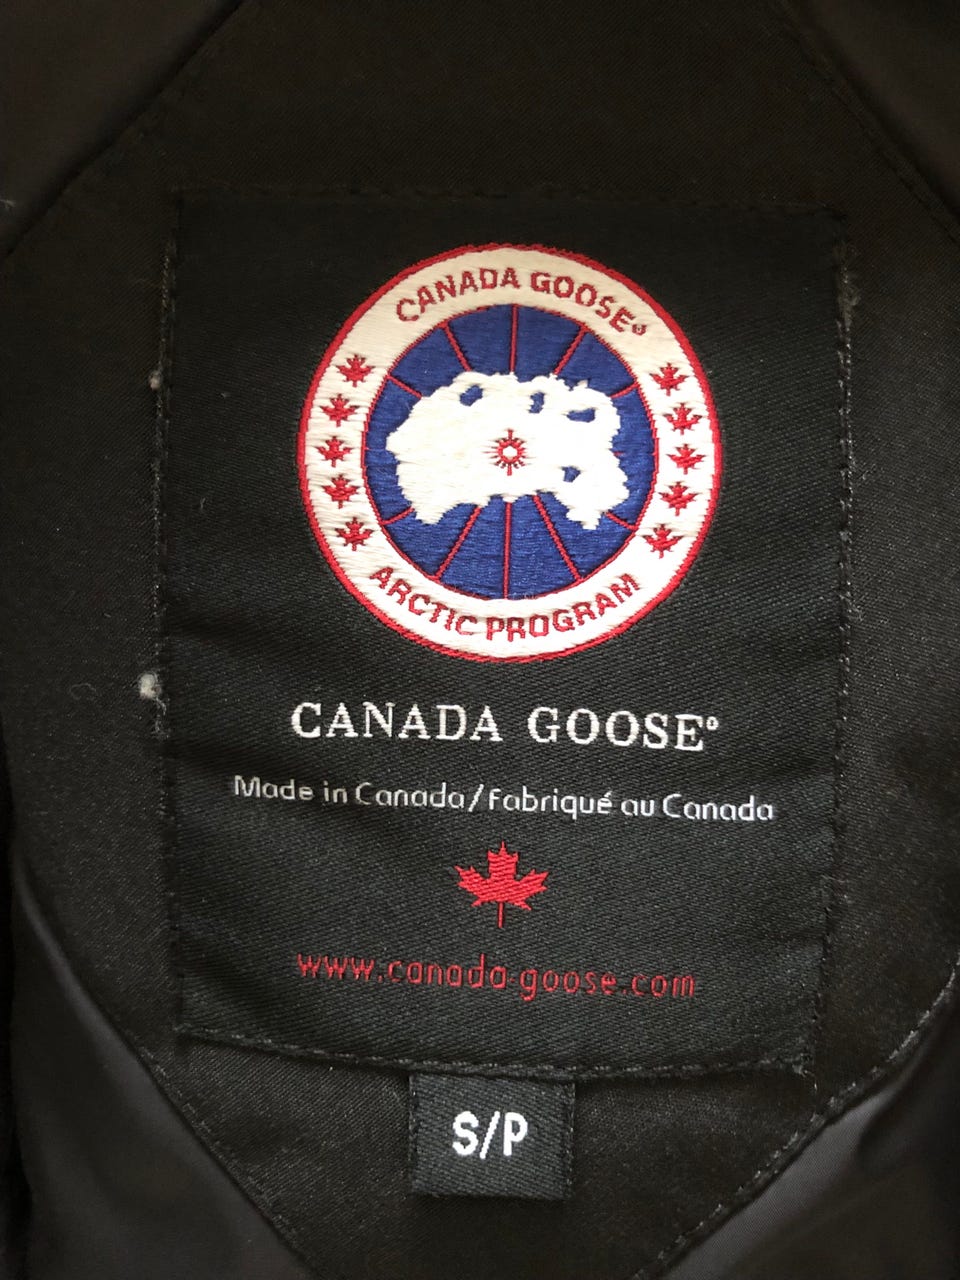 CANADA GOOSE®
ARCTIC PROGRAM
CANADA GOOSE®
Made in Canada/Fabriqué au Canada
www.canada-goose.com
S/P